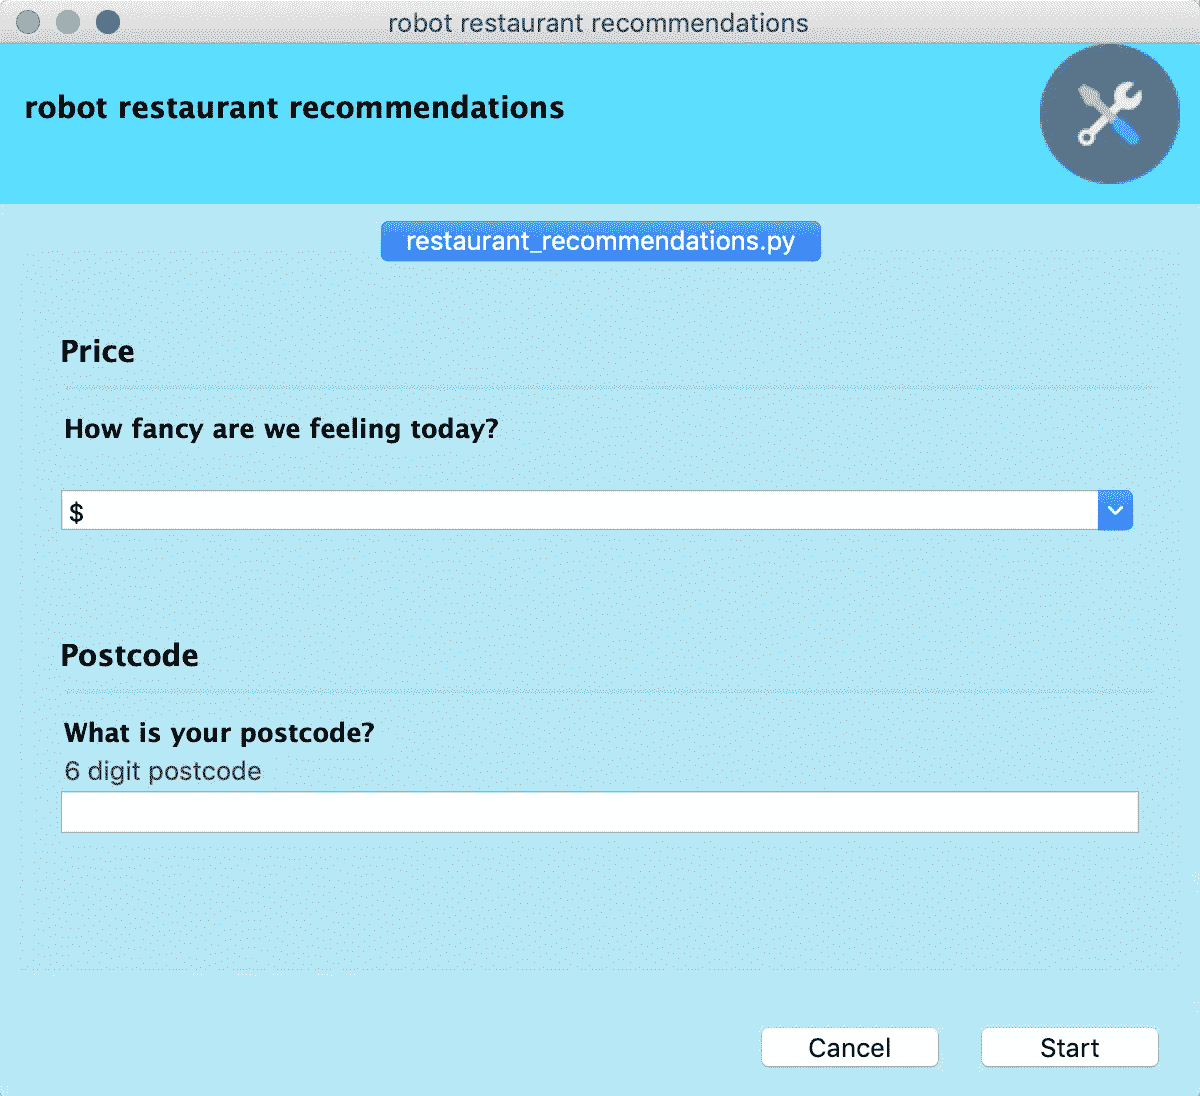 robot restaurant recommendations
robot restaurant recommendations
restaurant_recommendations.py
Price
How fancy are we feeling today?
$
Postcode
What is your postcode?
6 digit postcode
Cancel
Start